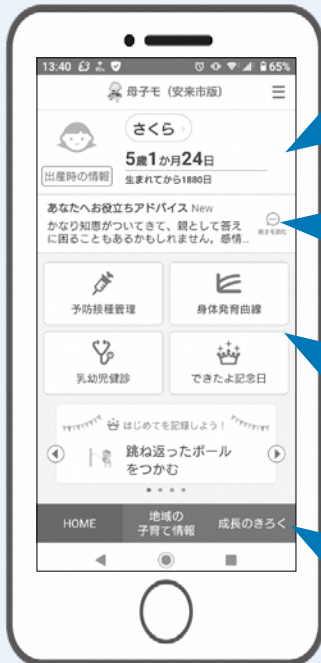 13:40 65%
母子モ（安来市版）
さくら
5歳1か月24日
出産時の情報
生まれてから1880日
あなたへお役立ちアドバイス New
かなり知恵がついてきて、親として答え
に困ることもあるかもしれません。感情...
続きを読む
予防接種管理
身体発育曲線
乳幼児健診
できたよ記念日
はじめてを記録しよう！
跳ね返ったボール
をつかむ
HOME
地域の
子育て情報
成長のきろく